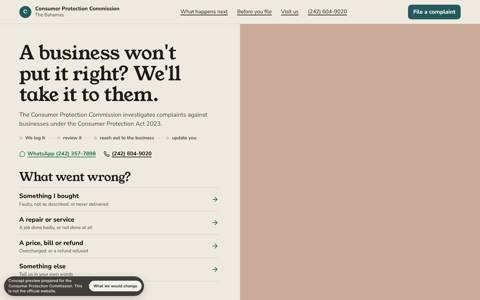 C
Consumer Protection Commission
The Bahamas
What happens next
Before you file
Visit us
(242) 604-9020
File a complaint
A business won't
put it right? We'll
take it to them.
The Consumer Protection Commission investigates complaints against
businesses under the Consumer Protection Act 2023.
We log it
review it
reach out to the business
update you
WhatsApp (242) 357-7898
(242) 604-9020
What went wrong?
Something I bought
Faulty, not as described, or never delivered
A repair or service
A job done badly, or not done at all
A price, bill or refund
Overcharged, or a refund refused
Something else
Tell us in your own words
Concept preview prepared for the
Consumer Protection Commission. This
is not the official website.
What we would change